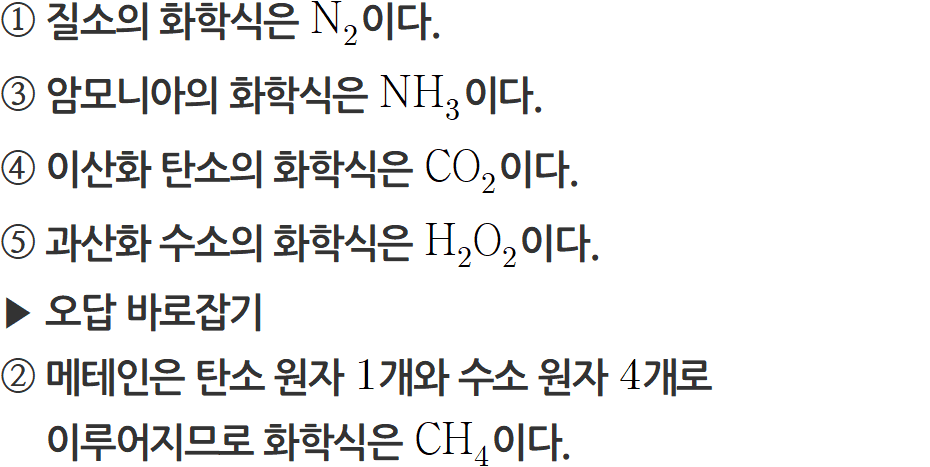 ① 질소의 화학식은 N₂이다.
③ 암모니아의 화학식은 NH₃이다.
④ 이산화 탄소의 화학식은 CO₂이다.
⑤ 과산화 수소의 화학식은 H₂O₂이다.
▶ 오답 바로잡기
② 메테인은 탄소 원자 1개와 수소 원자 4개로
이루어지므로 화학식은 CH₄이다.